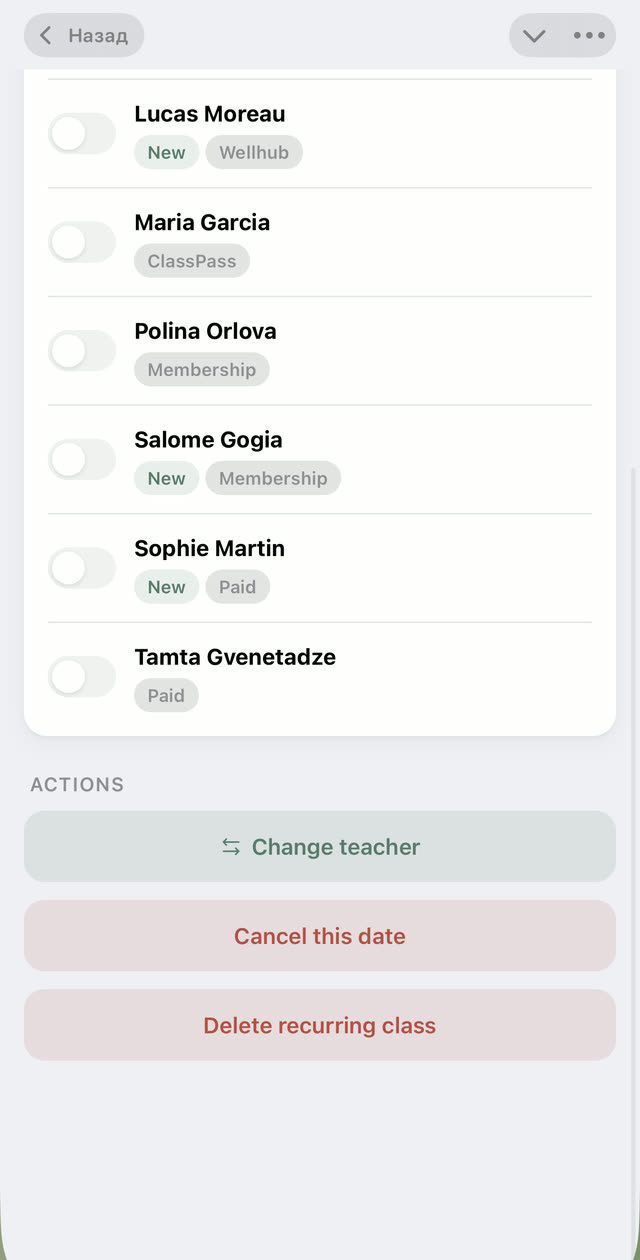 Назад
Lucas Moreau
New Wellhub
Maria Garcia
ClassPass
Polina Orlova
Membership
Salome Gogia
New Membership
Sophie Martin
New Paid
Tamta Gvenetadze
Paid
ACTIONS
Change teacher
Cancel this date
Delete recurring class